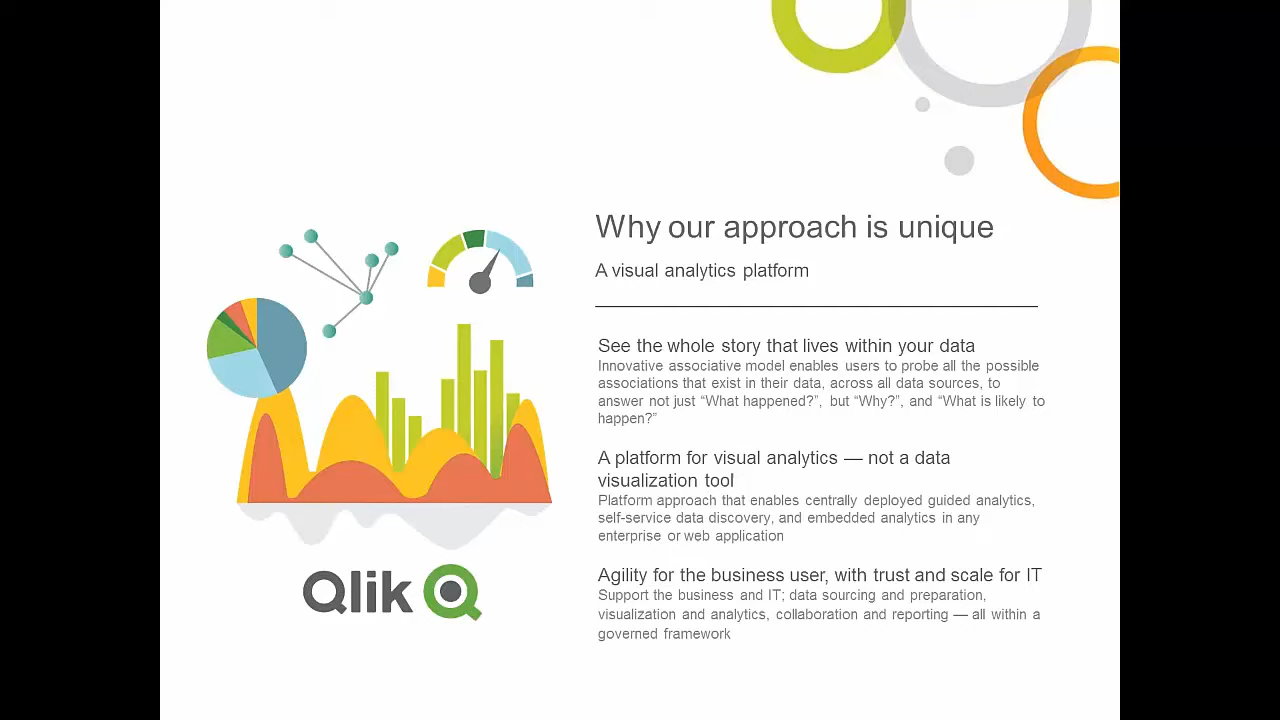 Why our approach is unique
A visual analytics platform
See the whole story that lives within your data
Innovative associative model enables users to probe all the possible
associations that exist in their data, across all data sources, to
answer not just “What happened?”, but “Why?”, and “What is likely to
happen?”
A platform for visual analytics — not a data
visualization tool
Platform approach that enables centrally deployed guided analytics,
self-service data discovery, and embedded analytics in any
enterprise or web application
Agility for the business user, with trust and scale for IT
Support the business and IT; data sourcing and preparation,
visualization and analytics, collaboration and reporting — all within a
governed framework
Qlik